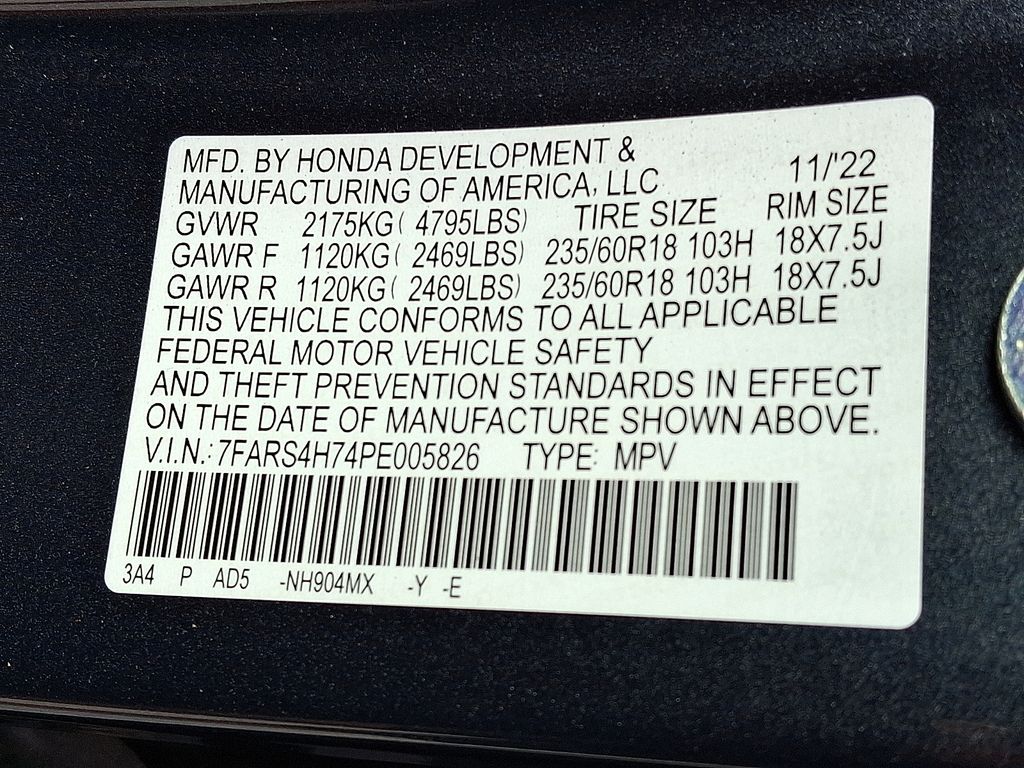 MFD. BY HONDA DEVELOPMENT &
MANUFACTURING OF AMERICA, LLC 11/'22
GVWR 2175KG( 4795LBS) TIRE SIZE RIM SIZE
GAWR F 1120KG( 2469LBS) 235/60R18 103H 18X7.5J
GAWR R 1120KG( 2469LBS) 235/60R18 103H 18X7.5J
THIS VEHICLE CONFORMS TO ALL APPLICABLE
FEDERAL MOTOR VEHICLE SAFETY
AND THEFT PREVENTION STANDARDS IN EFFECT
ON THE DATE OF MANUFACTURE SHOWN ABOVE.
V.I.N.: 7FARS4H74PE005826 TYPE: MPV
3A4 P AD5 -NH904MX -Y -E